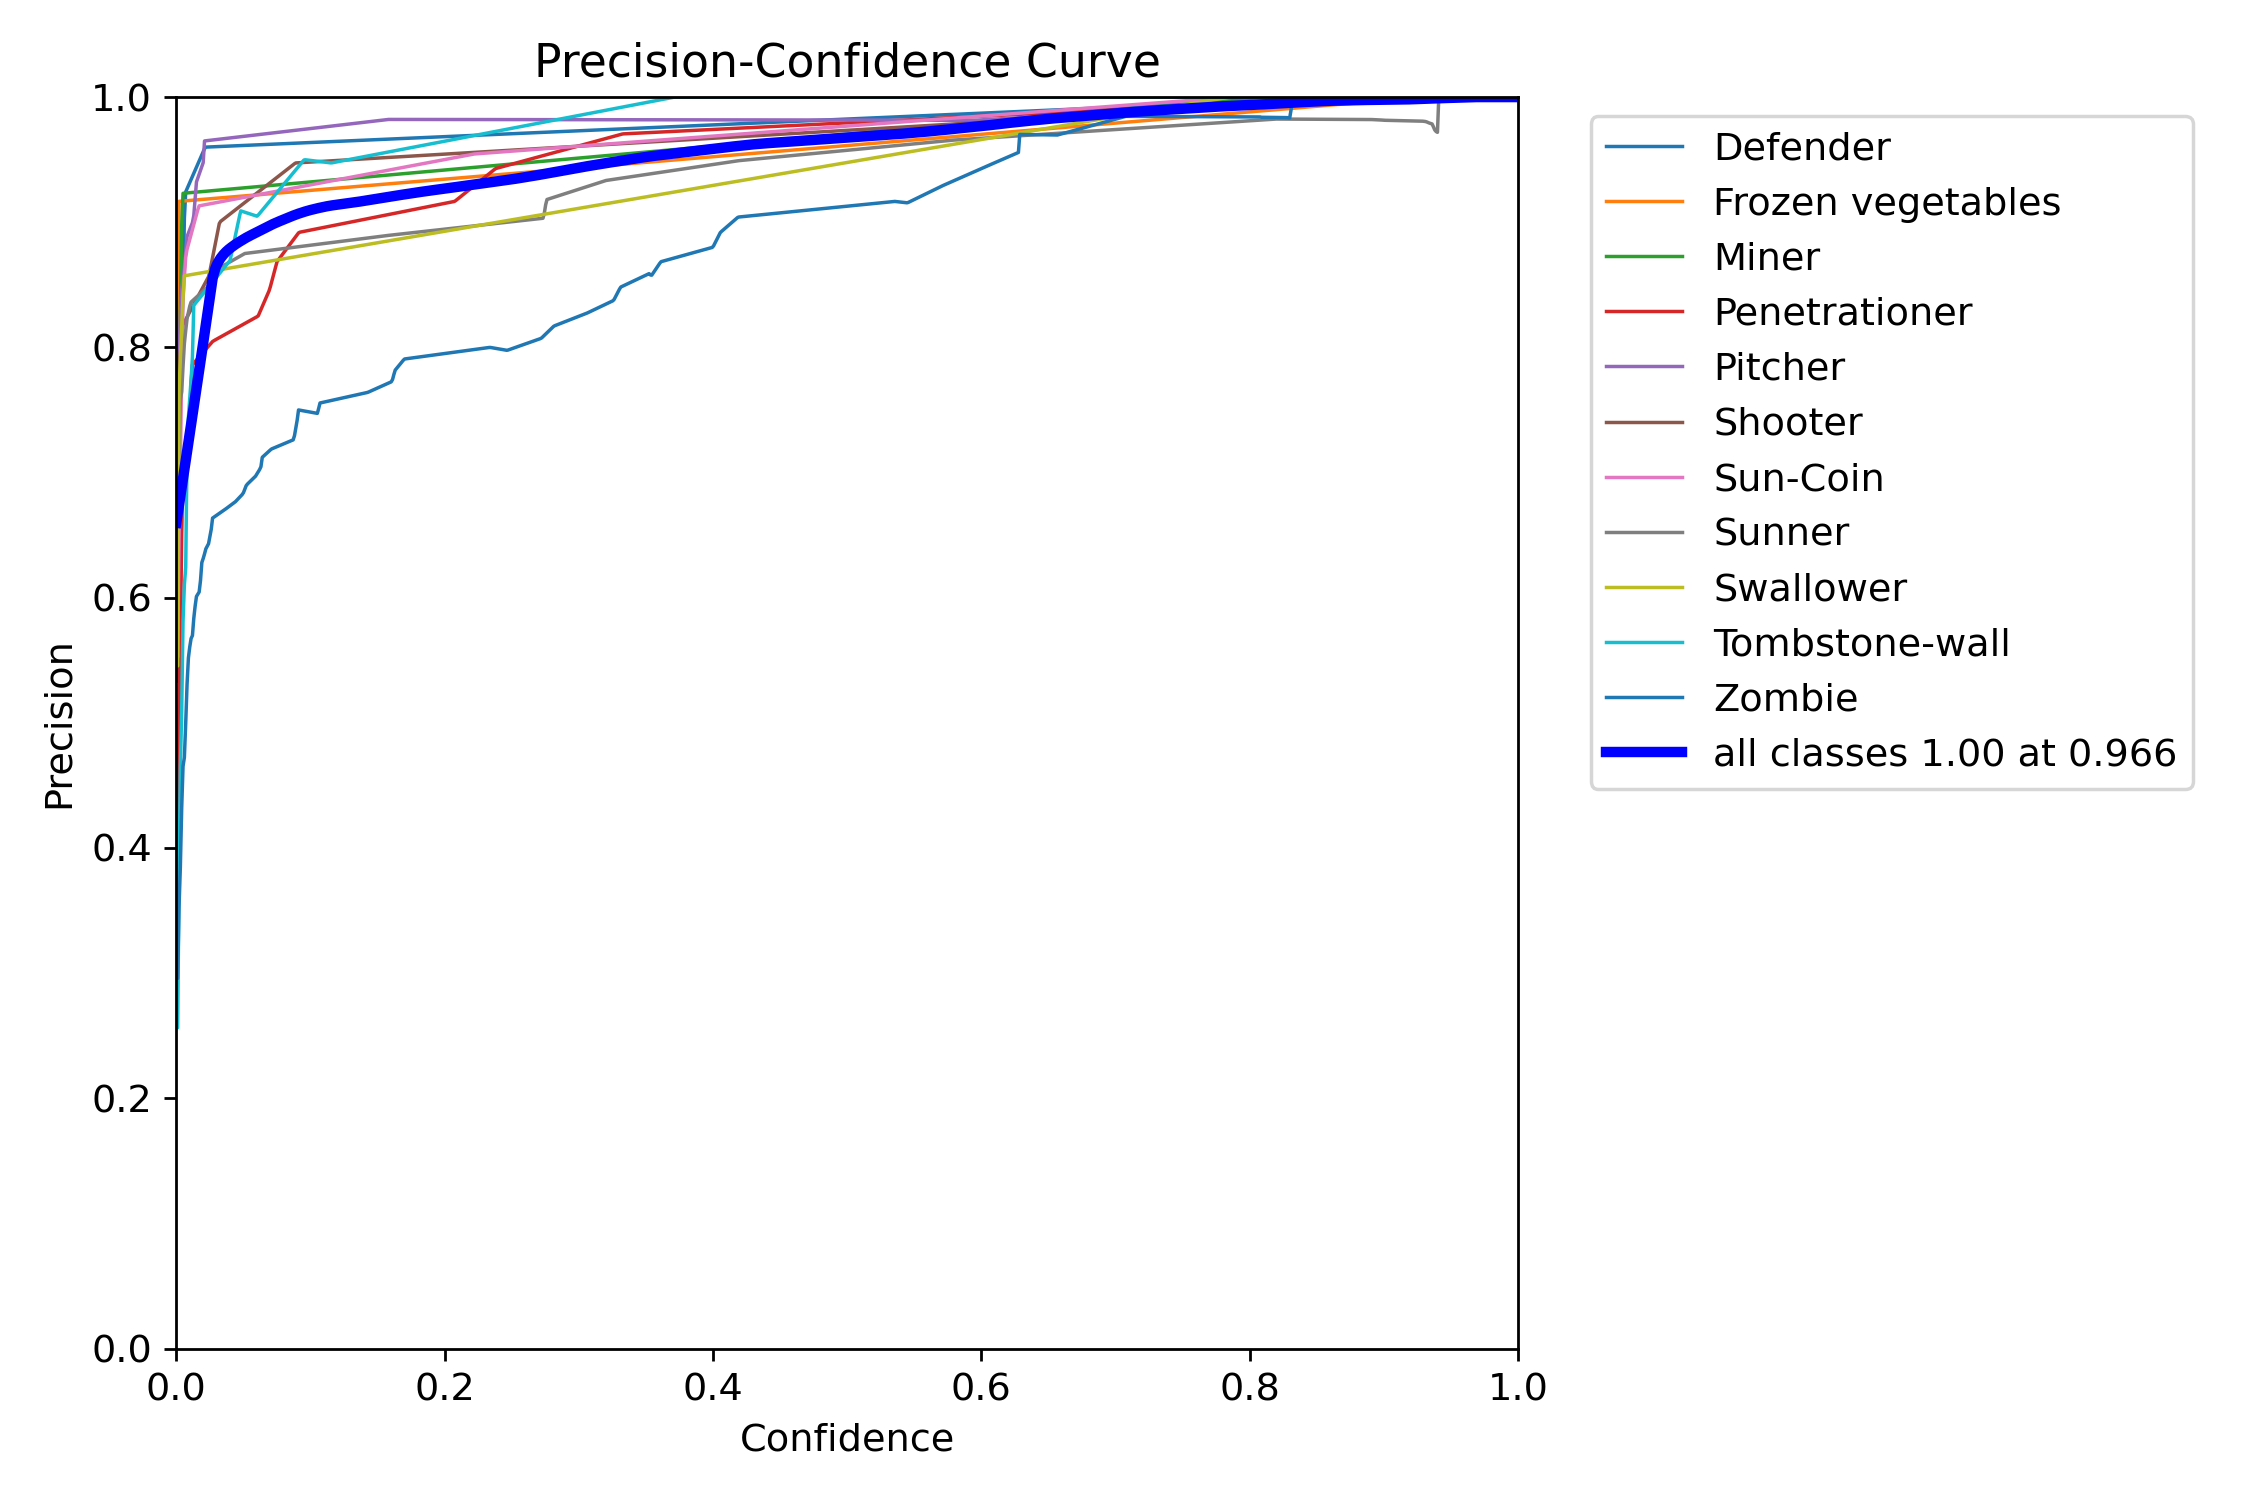 Precision-Confidence Curve
1.0
0.8
0.6
0.4
0.2
0.0
Precision
0.0 0.2 0.4 0.6 0.8 1.0
Confidence
Defender
Frozen vegetables
Miner
Penetrationer
Pitcher
Shooter
Sun-Coin
Sunner
Swallower
Tombstone-wall
Zombie
all classes 1.00 at 0.966